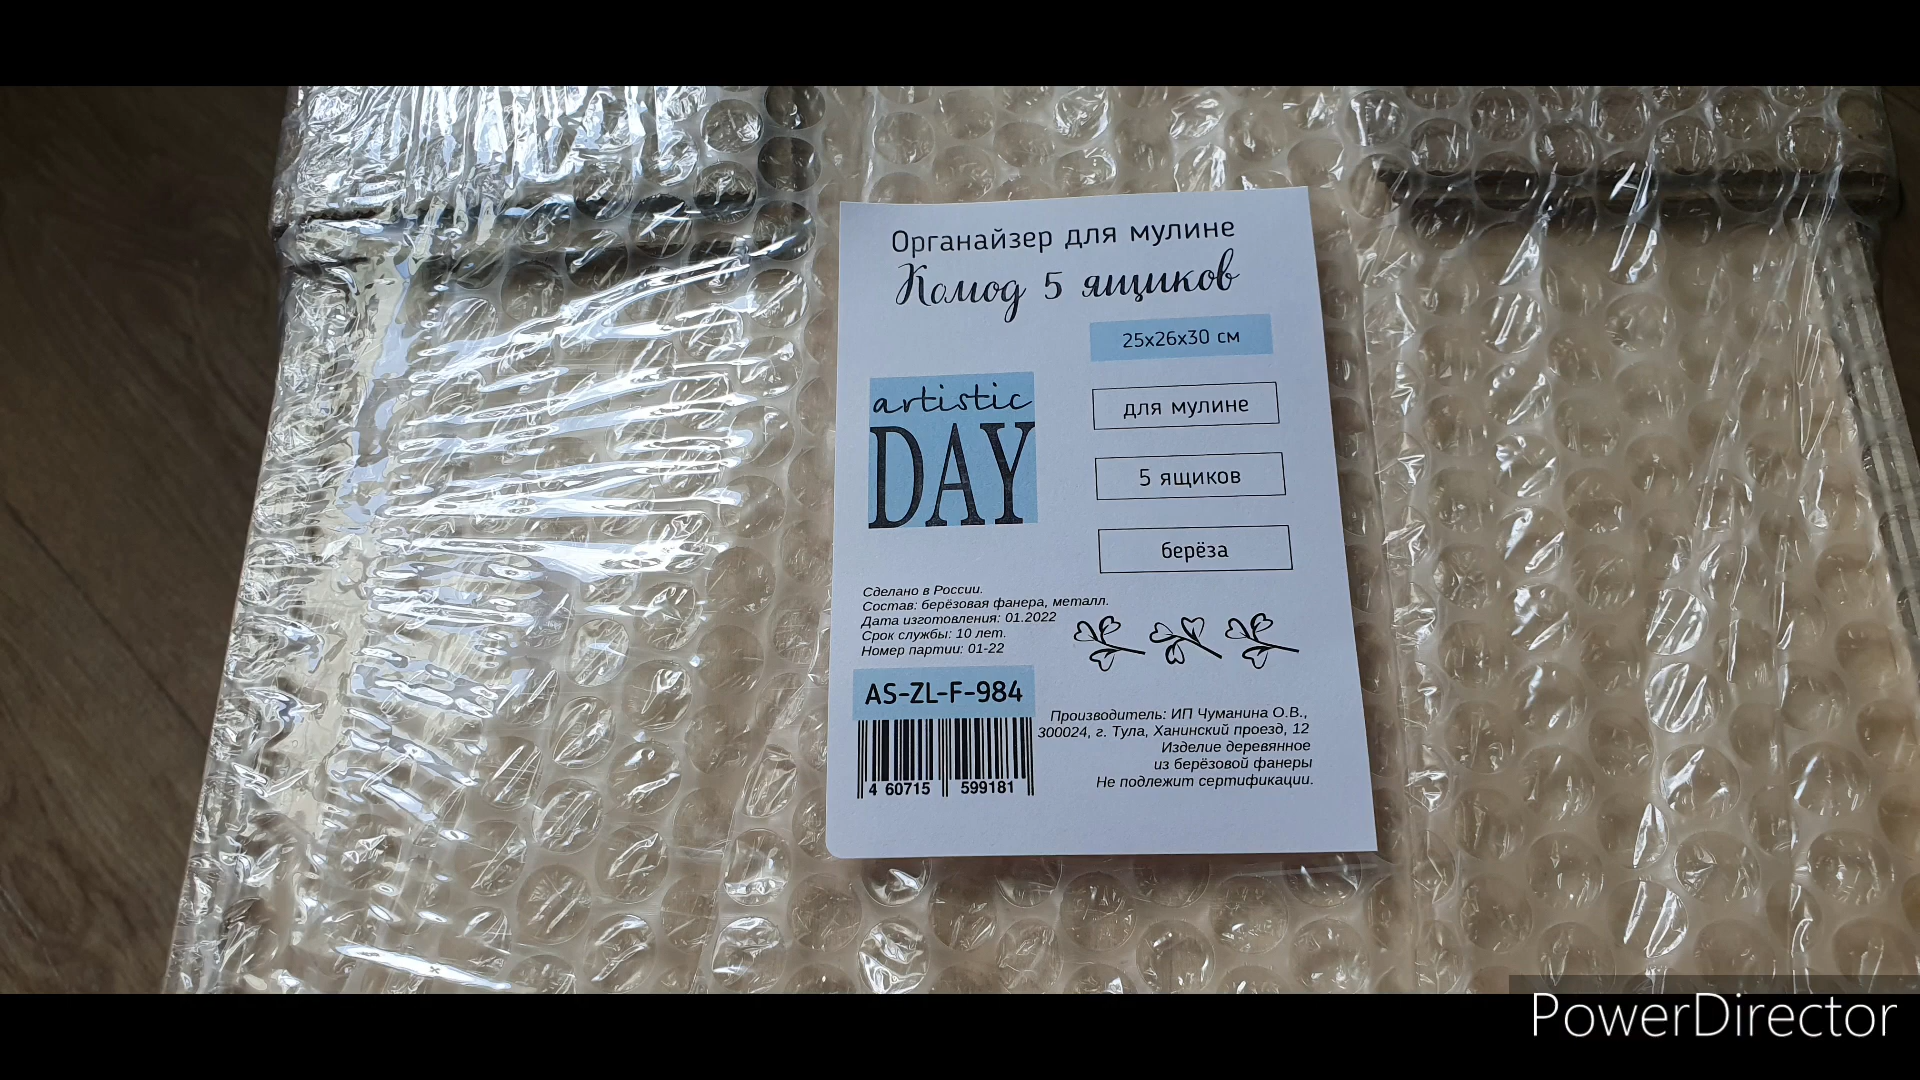 Органайзер для мулине
Комод 5 ящиков
25x26x30 см
artistic
DAY
для мулине
5 ящиков
берёза
Сделано в России.
Состав: берёзовая фанера, металл.
Дата изготовления: 01.2022
Срок службы: 10 лет.
Номер партии: 01-22
AS-ZL-F-984
4 60715 599181
Производитель: ИП Чуманина О.В.,
300024, г. Тула, Ханинский проезд, 12
Изделие деревянное
из берёзовой фанеры
Не подлежит сертификации.
PowerDirector